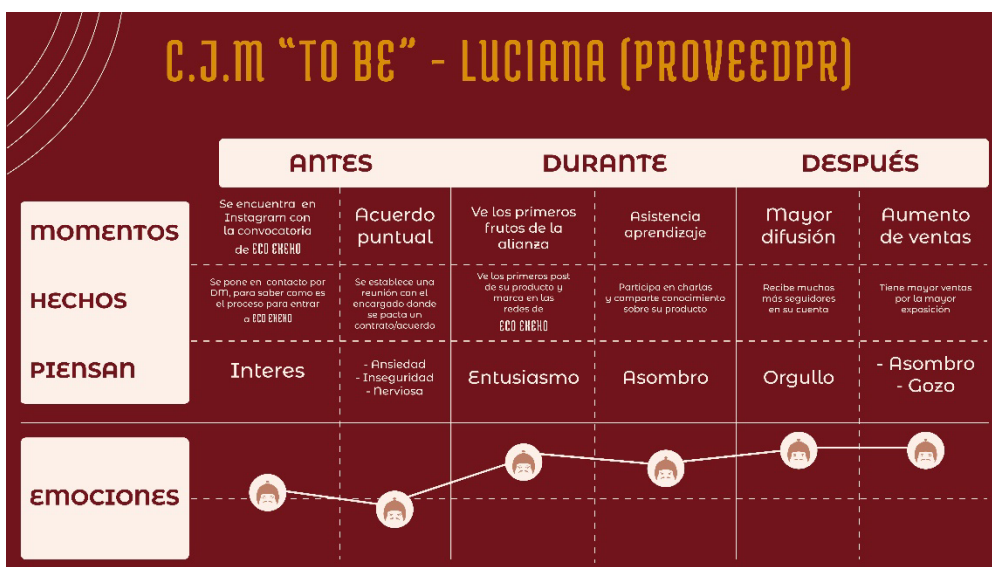 C.J.M "TO BE" - LUCIANA (PROVEEDPR)
ANTES
DURANTE
DESPUÉS
MOMENTOS
Se encuentra en
Instagram con
la convocatoria
de ECO EKEKO
Acuerdo
puntual
Ve los primeros
frutos de la
alianza
Asistencia
aprendizaje
Mayor
difusión
Aumento
de ventas
HECHOS
Se pone en contacto por
DM, para saber como es
el proceso para entrar
a ECO EKEKO
Se establece una
reunión con el
encargado donde
se pacta un
contrato/acuerdo
Ve los primeros post
de su producto y
marca en las
redes de
ECO EKEKO
Participa en charlas
y comparte conocimiento
sobre su producto
Recibe muchos
más seguidores
en su cuenta
Tiene mayor ventas
por la mayor
exposición
PIENSAN
Interes
- Ansiedad
- Inseguridad
- Nerviosa
Entusiasmo
Asombro
Orgullo
- Asombro
- Gozo
EMOCIONES